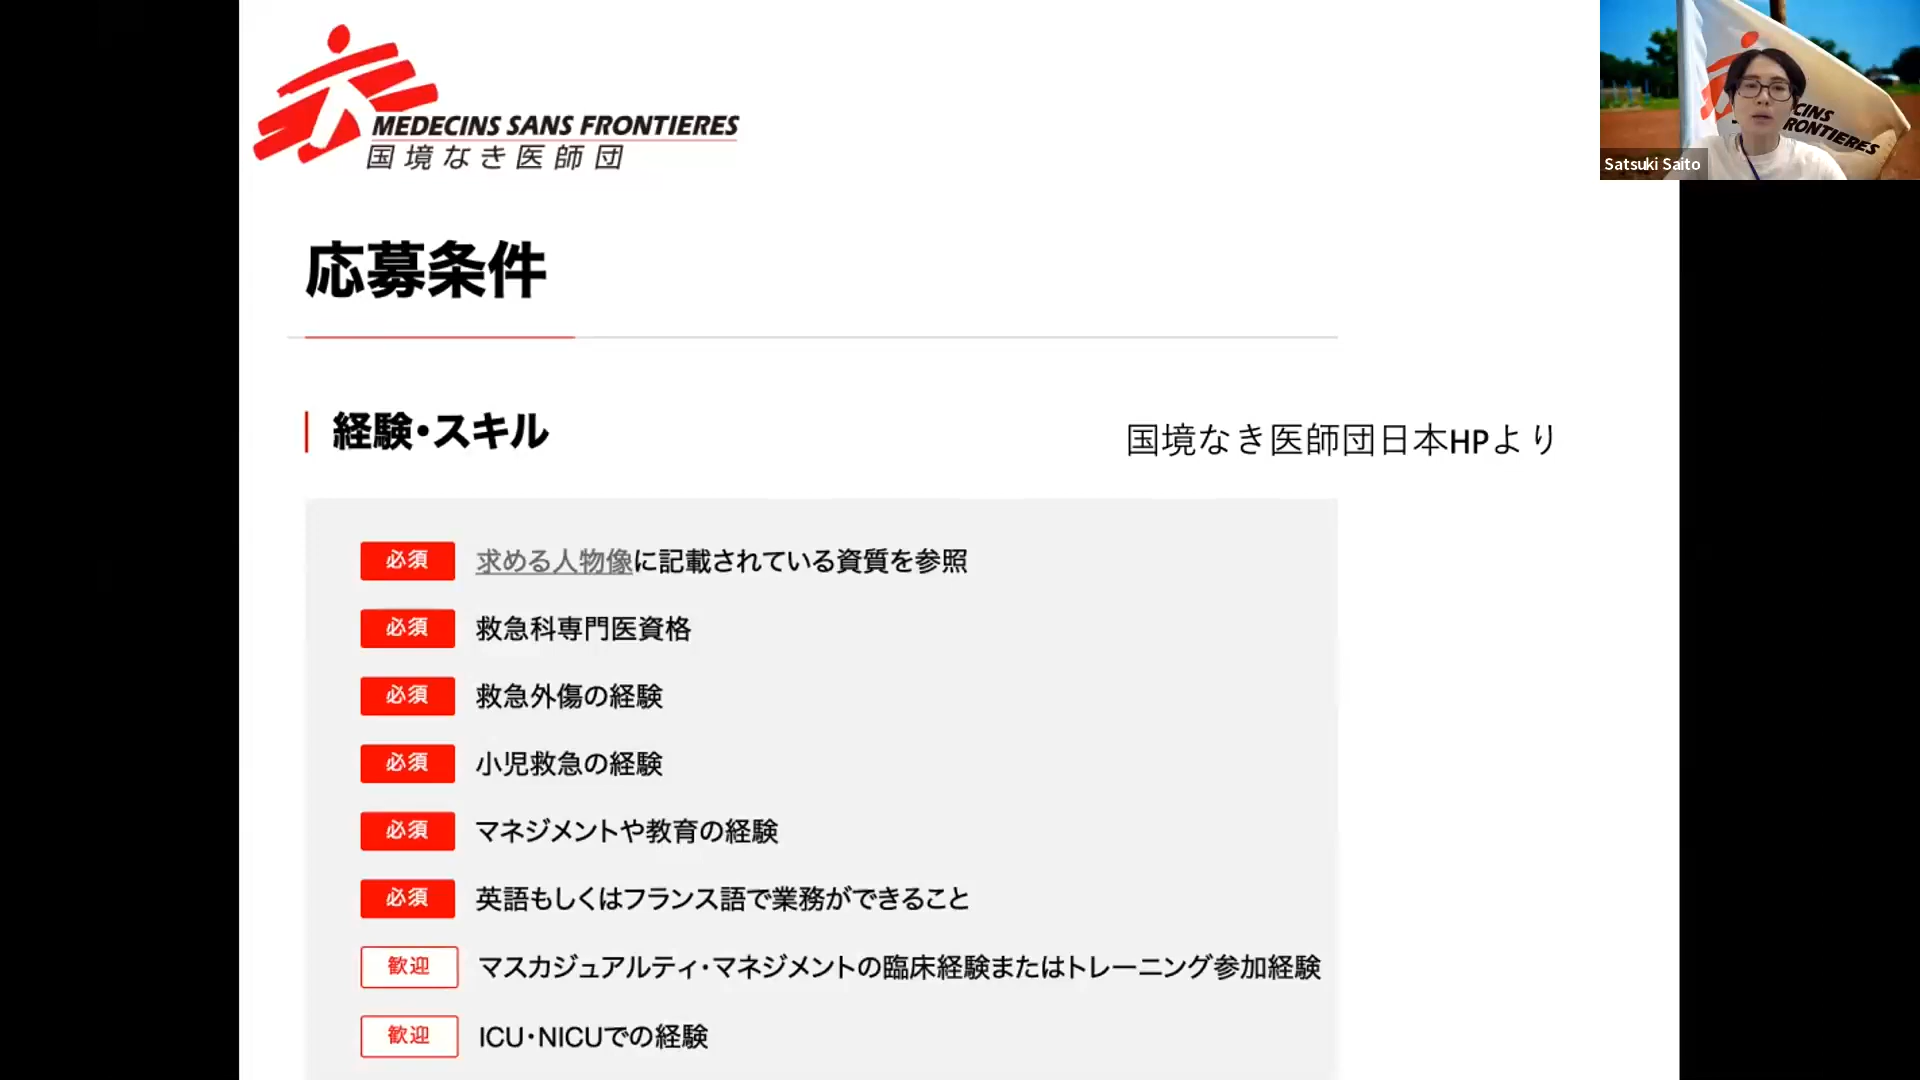 MEDECINS SANS FRONTIERES
国境なき医師団
CINS
RONTIERES
Satsuki Saito
応募条件
経験・スキル
国境なき医師団日本HPより
必須 求める人物像に記載されている資質を参照
必須 救急科専門医資格
必須 救急外傷の経験
必須 小児救急の経験
必須 マネジメントや教育の経験
必須 英語もしくはフランス語で業務ができること
歓迎 マスカジュアルティ・マネジメントの臨床経験またはトレーニング参加経験
歓迎 ICU・NICUでの経験